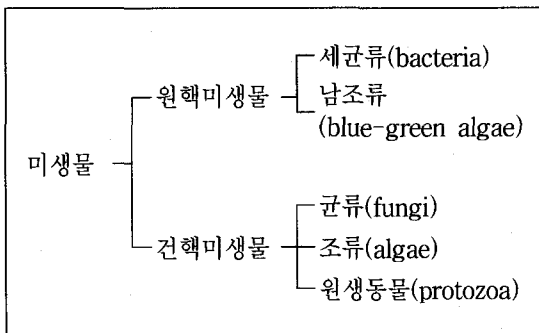 세균류(bacteria)
원핵미생물
남조류
(blue-green algae)
미생물
균류(fungi)
건핵미생물
조류(algae)
원생동물(protozoa)